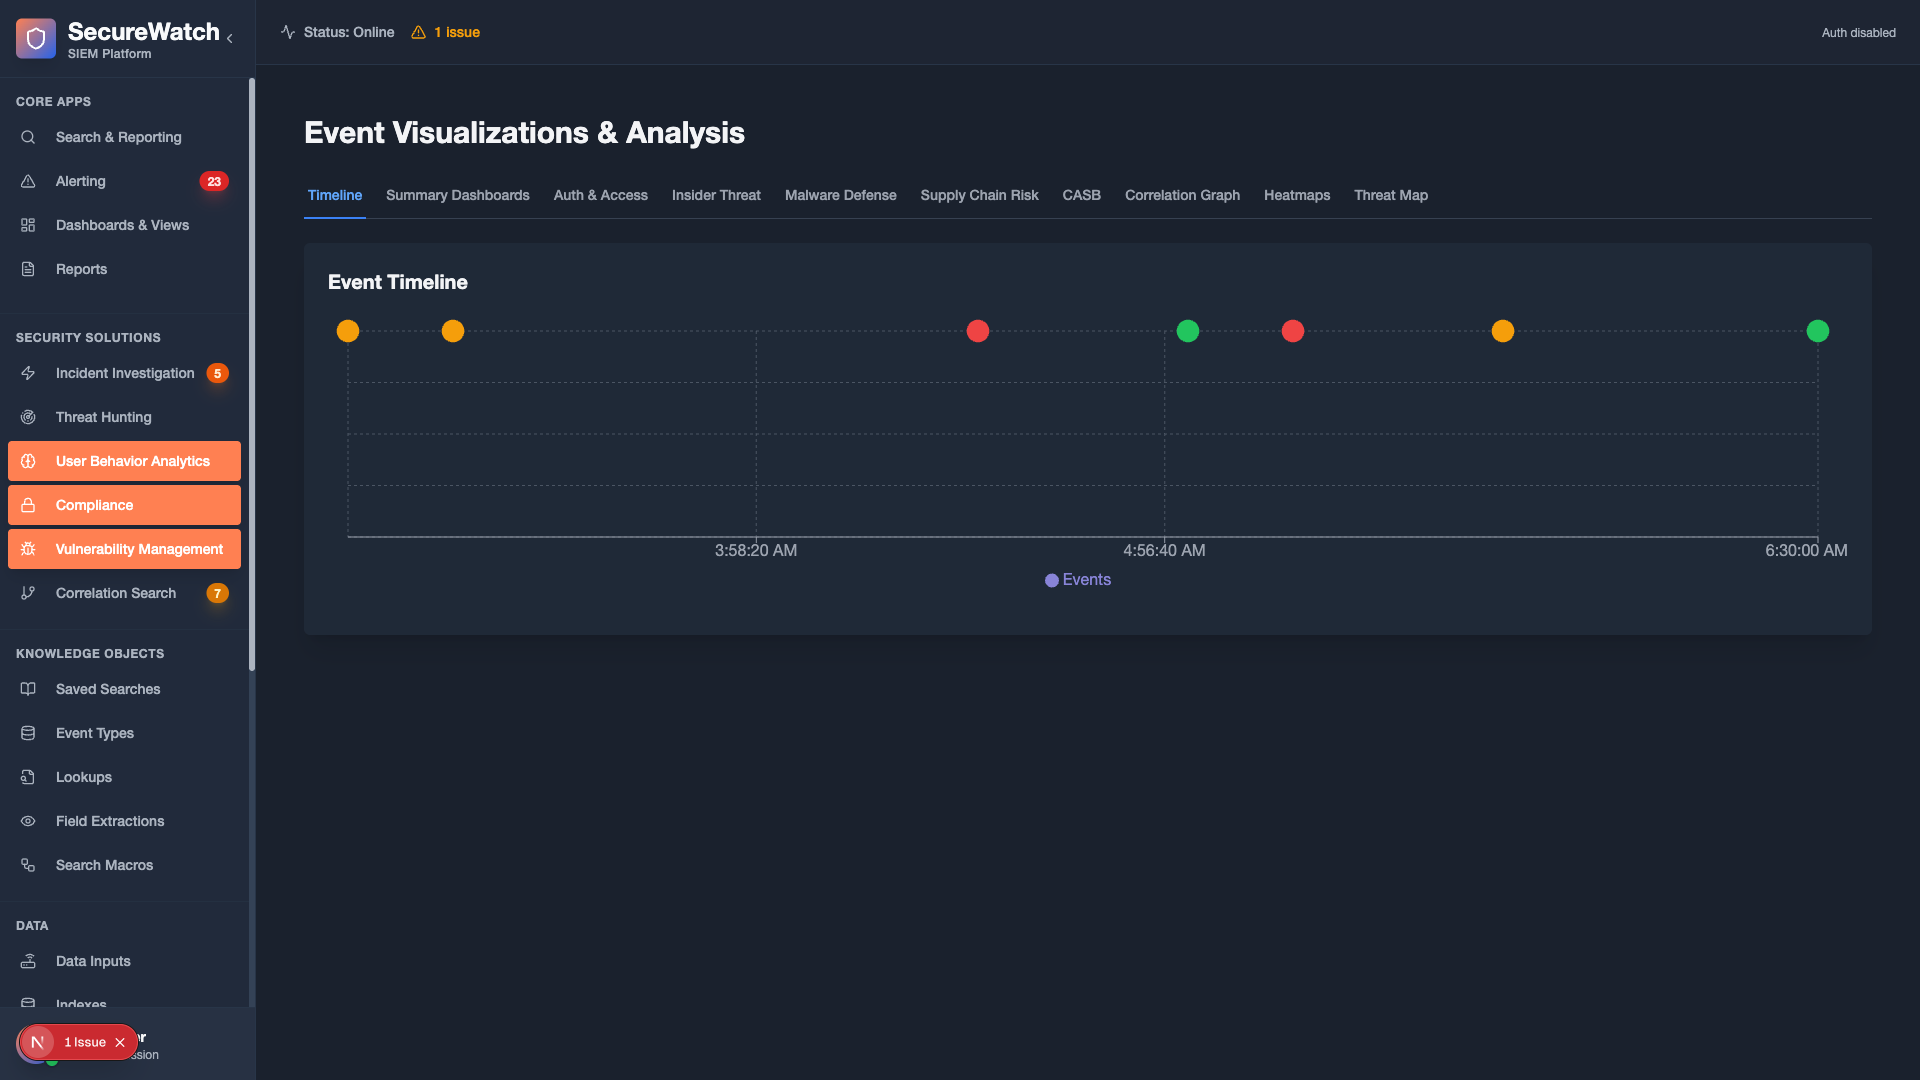 SecureWatch
SIEM Platform
Status: Online
1 issue
Auth disabled
CORE APPS
Search & Reporting
Alerting
23
Dashboards & Views
Reports
SECURITY SOLUTIONS
Incident Investigation
5
Threat Hunting
User Behavior Analytics
Compliance
Vulnerability Management
Correlation Search
7
KNOWLEDGE OBJECTS
Saved Searches
Event Types
Lookups
Field Extractions
Search Macros
DATA
Data Inputs
Indexes
N
1 Issue
Event Visualizations & Analysis
Timeline
Summary Dashboards
Auth & Access
Insider Threat
Malware Defense
Supply Chain Risk
CASB
Correlation Graph
Heatmaps
Threat Map
Event Timeline
3:58:20 AM
4:56:40 AM
6:30:00 AM
Events